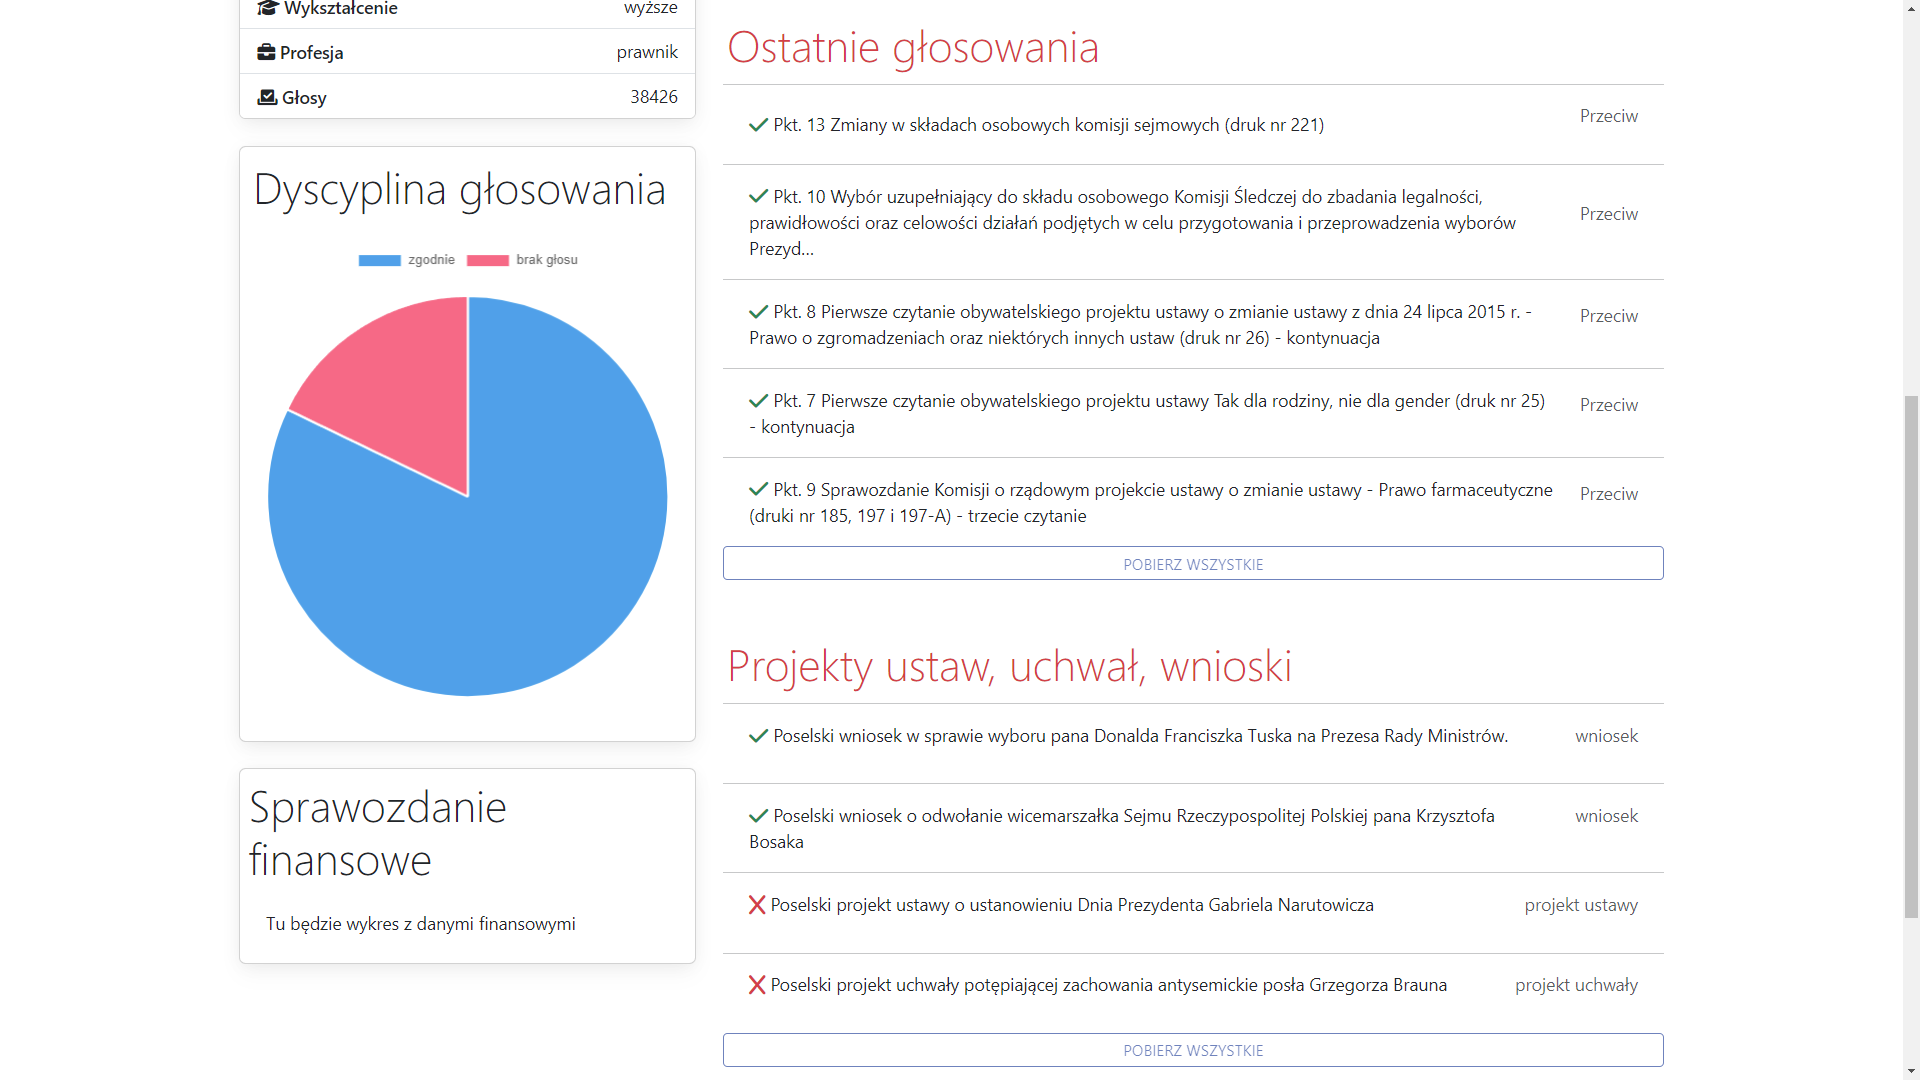 Wykształcenie wyższe
Profesja prawnik
Głosy 38426
Dyscyplina głosowania
zgodnie brak głosu
Sprawozdanie
finansowe
Tu będzie wykres z danymi finansowymi
Ostatnie głosowania
Pkt. 13 Zmiany w składach osobowych komisji sejmowych (druk nr 221) Przeciw
Pkt. 10 Wybór uzupełniający do składu osobowego Komisji Śledczej do zbadania legalności,
prawidłowości oraz celowości działań podjętych w celu przygotowania i przeprowadzenia wyborów Przeciw
Prezyd...
Pkt. 8 Pierwsze czytanie obywatelskiego projektu ustawy o zmianie ustawy z dnia 24 lipca 2015 r. - Przeciw
Prawo o zgromadzeniach oraz niektórych innych ustaw (druk nr 26) - kontynuacja
Pkt. 7 Pierwsze czytanie obywatelskiego projektu ustawy Tak dla rodziny, nie dla gender (druk nr 25) Przeciw
- kontynuacja
Pkt. 9 Sprawozdanie Komisji o rządowym projekcie ustawy o zmianie ustawy - Prawo farmaceutyczne Przeciw
(druki nr 185, 197 i 197-A) - trzecie czytanie
POBIERZ WSZYSTKIE
Projekty ustaw, uchwał, wnioski
Poselski wniosek w sprawie wyboru pana Donalda Franciszka Tuska na Prezesa Rady Ministrów. wniosek
Poselski wniosek o odwołanie wicemarszałka Sejmu Rzeczypospolitej Polskiej pana Krzysztofa wniosek
Bosaka
Poselski projekt ustawy o ustanowieniu Dnia Prezydenta Gabriela Narutowicza projekt ustawy
Poselski projekt uchwały potępiającej zachowania antysemickie posła Grzegorza Brauna projekt uchwały
POBIERZ WSZYSTKIE